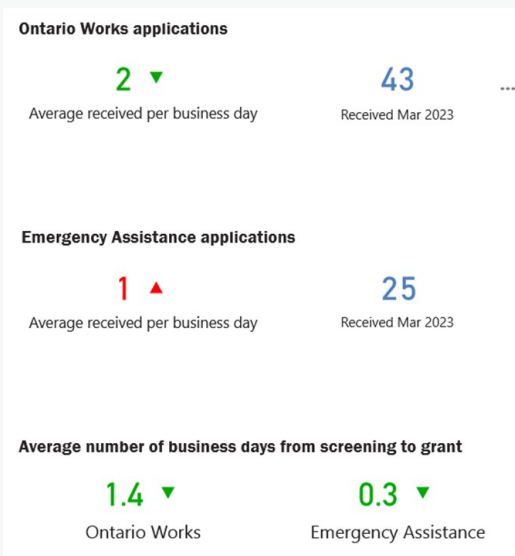 Ontario Works applications
2 ▼ 43
Average received per business day Received Mar 2023
...
Emergency Assistance applications
1 ▲ 25
Average received per business day Received Mar 2023
Average number of business days from screening to grant
1.4 ▼ 0.3 ▼
Ontario Works Emergency Assistance